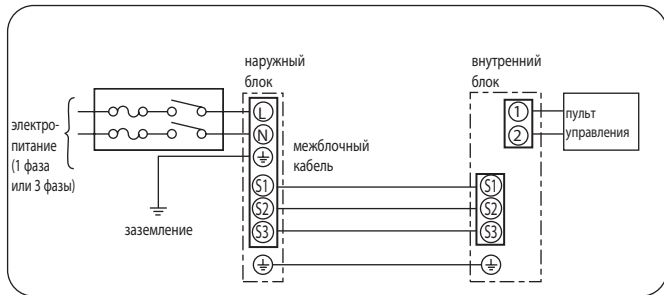 наружный
блок
внутренний
блок
электро-
питание
(1 фаза
или 3 фазы)
L
N
S1
S2
S3
заземление
межблочный
кабель
1
2
S1
S2
S3
пульт
управления